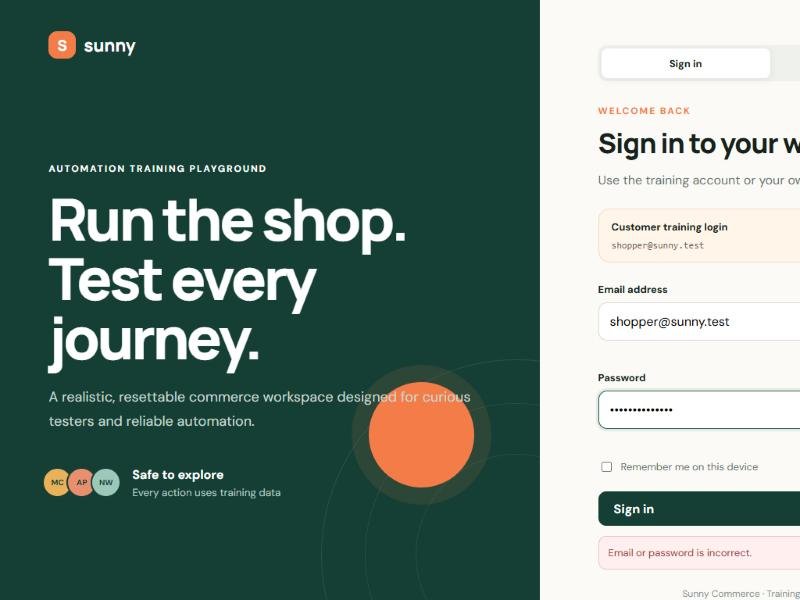 S sunny
AUTOMATION TRAINING PLAYGROUND
Run the shop.
Test every
journey.
A realistic, resettable commerce workspace designed for curious
testers and reliable automation.
MC AP NW
Safe to explore
Every action uses training data
Sign in
WELCOME BACK
Sign in to your w
Use the training account or your ow
Customer training login
shopper@sunny.test
Email address
shopper@sunny.test
Password
••••••••••••••
Remember me on this device
Sign in
Email or password is incorrect.
Sunny Commerce · Training